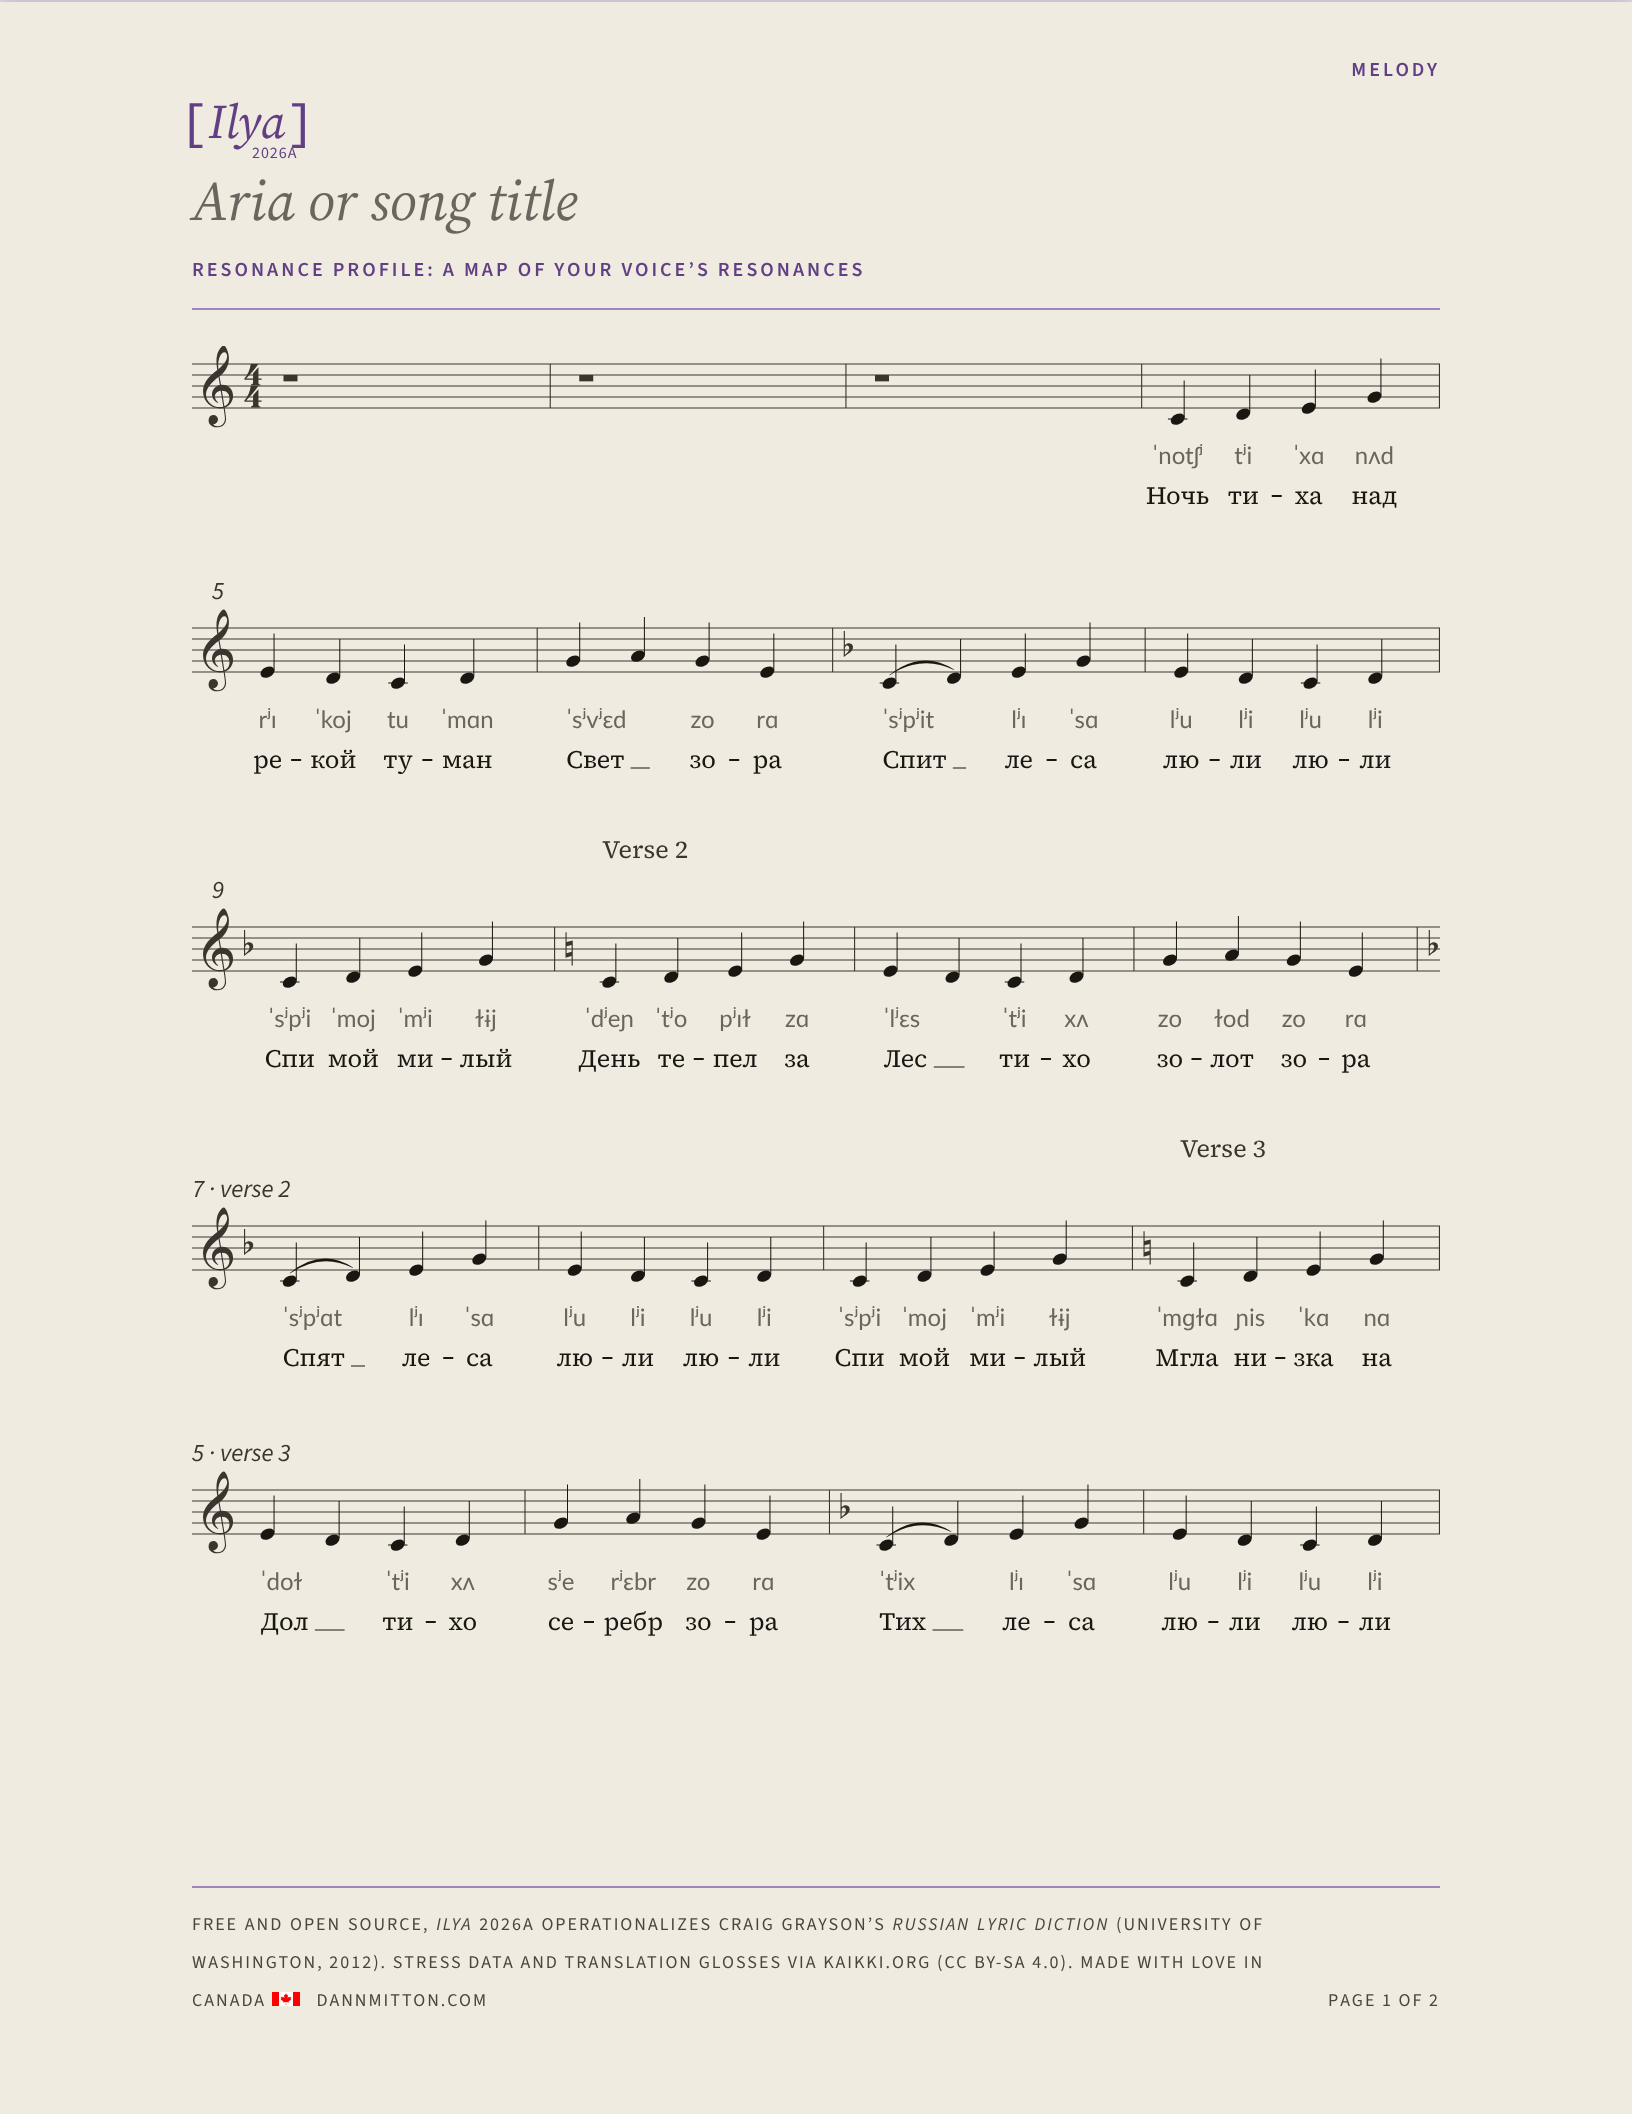 MELODY
[Ilya]
2026A
Aria or song title
RESONANCE PROFILE: A MAP OF YOUR VOICE’S RESONANCES
4
4
ˈnotʃʲ tʲi ˈxɑ nʌd
Ночь ти – ха над
5
rʲɪ ˈkoj tu ˈmɑn ˈsʲvʲɛd zo rɑ ˈsʲpʲit lʲɪ ˈsɑ lʲu lʲi lʲu lʲi
ре – кой ту – ман Свет _ зо – ра Спит _ ле – са лю – ли лю – ли
Verse 2
9
ˈsʲpʲi ˈmoj ˈmʲi ɫɨj ˈdʲeɲ ˈtʲo pʲɪɫ zɑ ˈlʲɛs ˈtʲi xʌ zo ɫod zo rɑ
Спи мой ми – лый День те – пел за Лес _ ти – хо зо – лот зо – ра
Verse 3
7 · verse 2
ˈsʲpʲɑt lʲɪ ˈsɑ lʲu lʲi lʲu lʲi ˈsʲpʲi ˈmoj ˈmʲi ɫɨj ˈmgɫɑ ɲis ˈkɑ nɑ
Спят _ ле – са лю – ли лю – ли Спи мой ми – лый Мгла ни – зка на
5 · verse 3
ˈdoɫ ˈtʲi xʌ sʲe rʲɛbr zo rɑ ˈtʲix lʲɪ ˈsɑ lʲu lʲi lʲu lʲi
Дол _ ти – хо се – ребр зо – ра Тих _ ле – са лю – ли лю – ли
FREE AND OPEN SOURCE, ILYA 2026A OPERATIONALIZES CRAIG GRAYSON’S RUSSIAN LYRIC DICTION (UNIVERSITY OF
WASHINGTON, 2012). STRESS DATA AND TRANSLATION GLOSSES VIA KAIKKI.ORG (CC BY-SA 4.0). MADE WITH LOVE IN
CANADA 🇨🇦 DANNMITTON.COM PAGE 1 OF 2